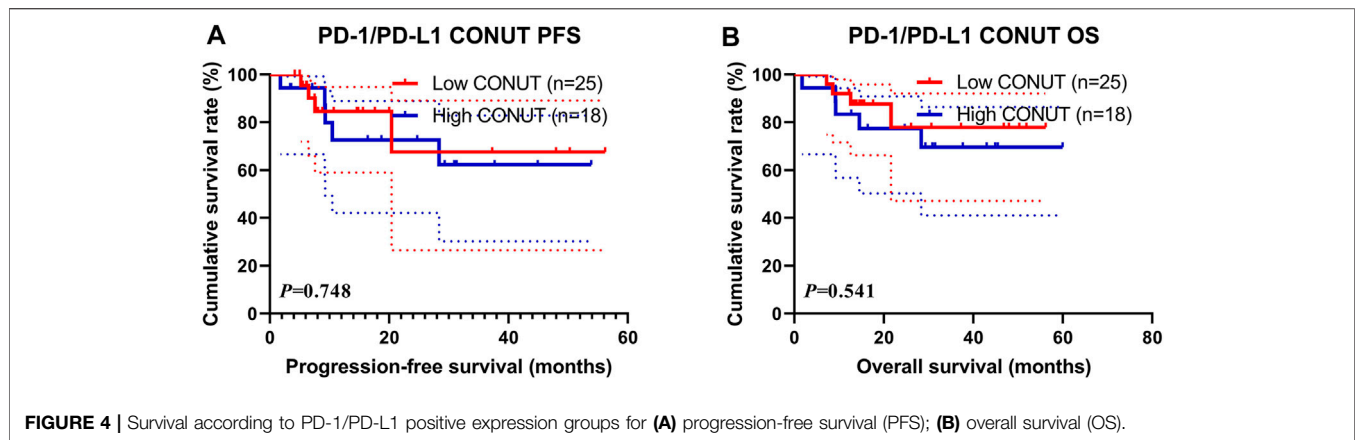 A PD-1/PD-L1 CONUT PFS
Cumulative survival rate (%)
100
80
60
40
20
0
Low CONUT (n=25)
High CONUT (n=18)
P=0.748
0 20 40 60
Progression-free survival (months)
B PD-1/PD-L1 CONUT OS
Cumulative survival rate (%)
100
80
60
40
20
0
Low CONUT (n=25)
High CONUT (n=18)
P=0.541
0 20 40 60 80
Overall survival (months)
FIGURE 4 | Survival according to PD-1/PD-L1 positive expression groups for (A) progression-free survival (PFS); (B) overall survival (OS).